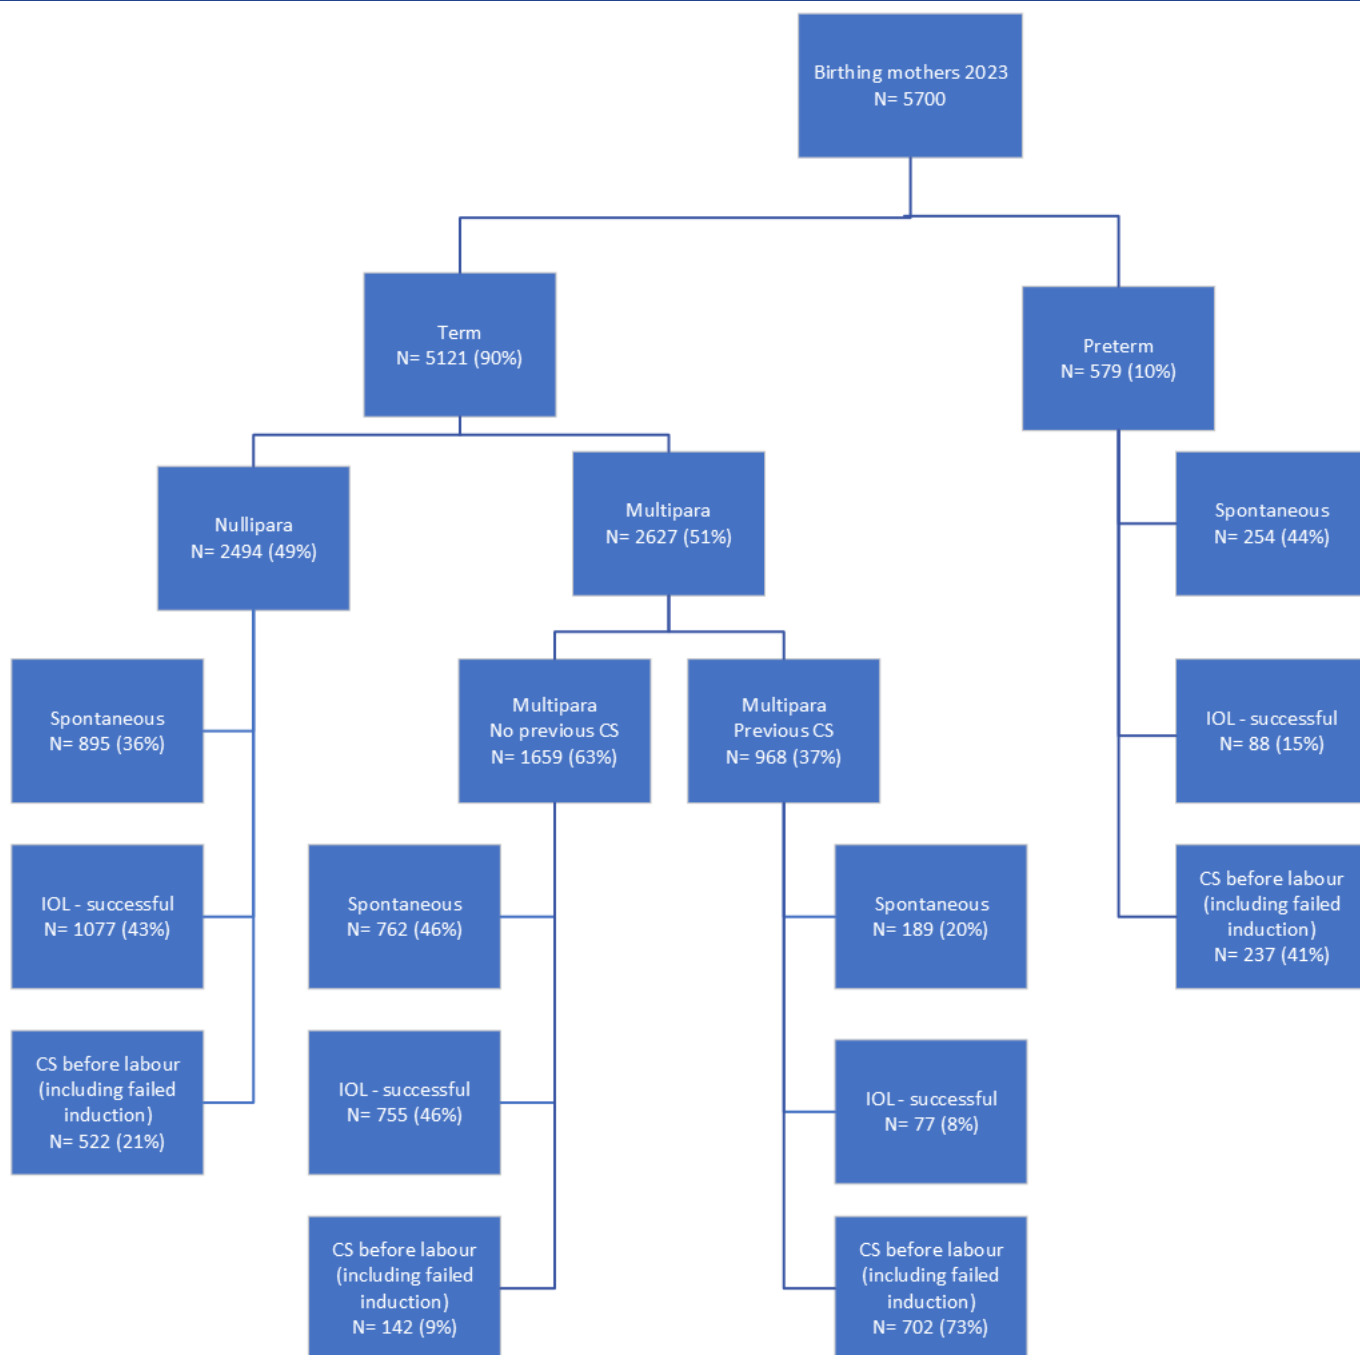 Birthing mothers 2023
N= 5700
Term
N= 5121 (90%)
Preterm
N= 579 (10%)
Nullipara
N= 2494 (49%)
Multipara
N= 2627 (51%)
Spontaneous
N= 254 (44%)
Spontaneous
N= 895 (36%)
Multipara
No previous CS
N= 1659 (63%)
Multipara
Previous CS
N= 968 (37%)
IOL - successful
N= 88 (15%)
IOL - successful
N= 1077 (43%)
Spontaneous
N= 762 (46%)
Spontaneous
N= 189 (20%)
CS before labour
(including failed
induction)
N= 237 (41%)
CS before labour
(including failed
induction)
N= 522 (21%)
IOL - successful
N= 755 (46%)
IOL - successful
N= 77 (8%)
CS before labour
(including failed
induction)
N= 142 (9%)
CS before labour
(including failed
induction)
N= 702 (73%)